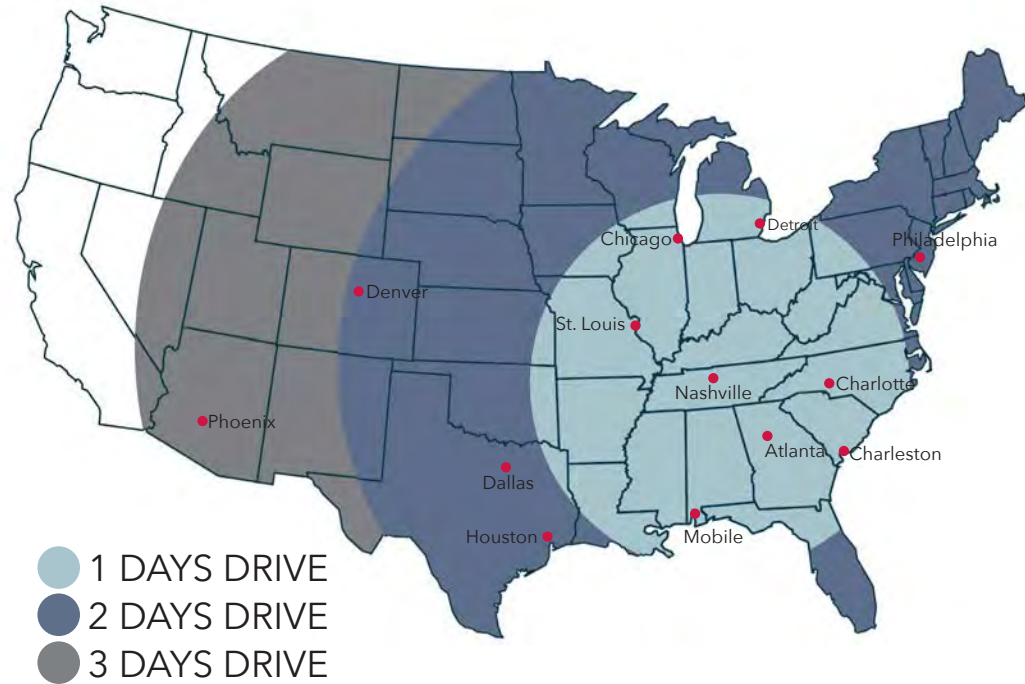 Detroit
Chicago
Philadelphia
Denver
St. Louis
Charlotte
Nashville
Phoenix
Atlanta
Charleston
Dallas
Houston
Mobile
1 DAYS DRIVE
2 DAYS DRIVE
3 DAYS DRIVE